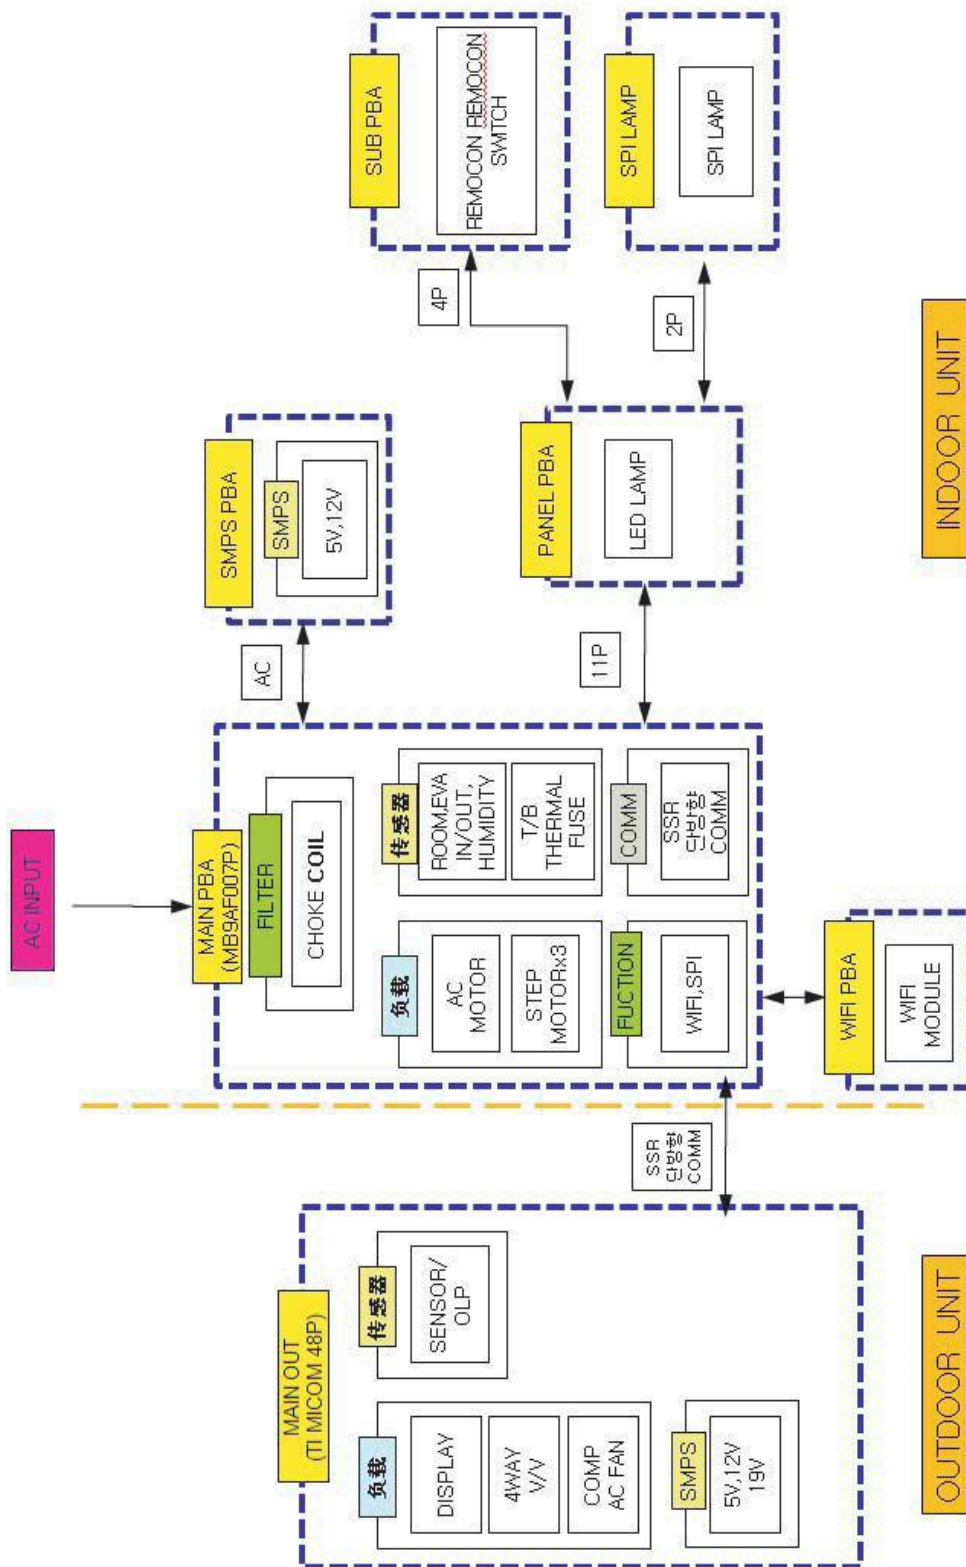 AC INPUT
MAIN OUT
(TI MICOM 48P)
负载
DISPLAY
4WAY
V/V
COMP
AC FAN
传感器
SENSOR/
OLP
SMPS
5V,12V
19V
SSR
단방향
COMM
MAIN PBA
(MB9AF007P)
FILTER
CHOKE COIL
负载
AC
MOTOR
STEP
MOTORx3
传感器
ROOM,EVA
IN/OUT,
HUMIDITY
T/B
THERMAL
FUSE
FUCTION
WIFI,SPI
COMM
SSR
단방향
COMM
WIFI PBA
WIFI
MODULE
AC
SMPS PBA
SMPS
5V,12V
11P
PANEL PBA
LED LAMP
4P
SUB PBA
REMOCON REMOCON
SWITCH
2P
SPI LAMP
SPI LAMP
OUTDOOR UNIT
INDOOR UNIT